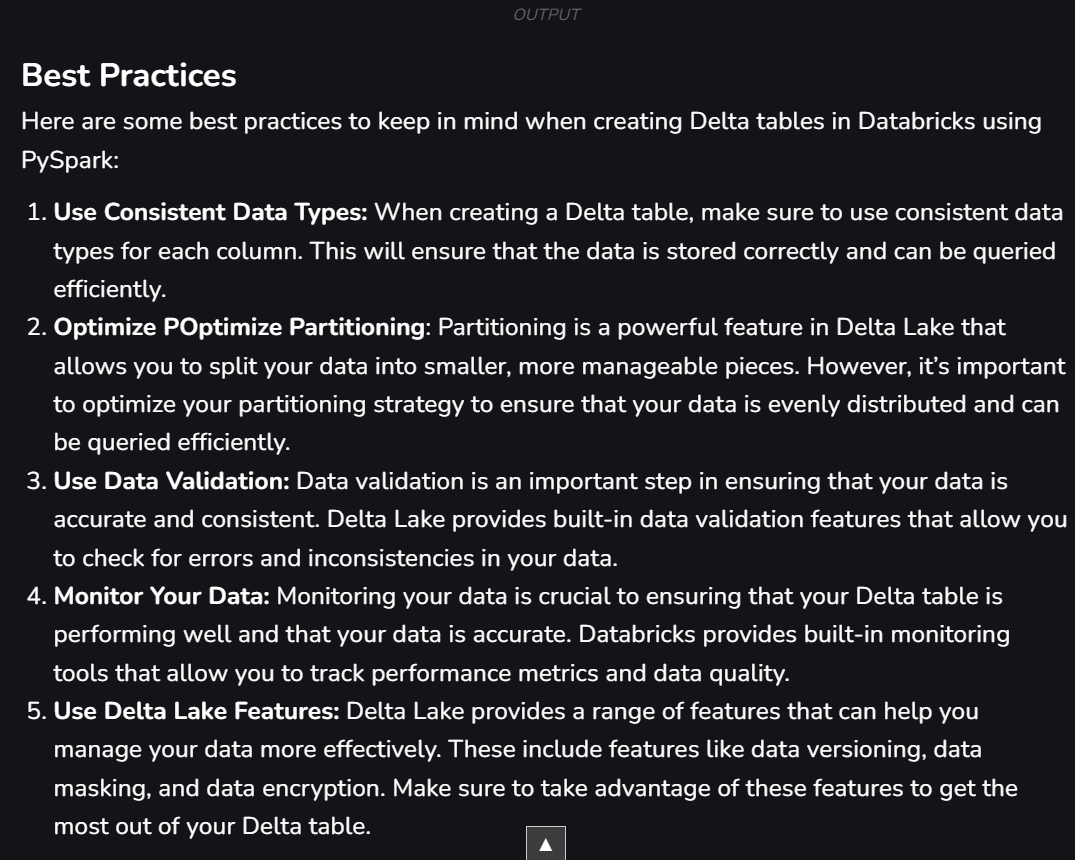 OUTPUT
Best Practices
Here are some best practices to keep in mind when creating Delta tables in Databricks using
PySpark:
1. Use Consistent Data Types: When creating a Delta table, make sure to use consistent data
types for each column. This will ensure that the data is stored correctly and can be queried
efficiently.
2. Optimize POptimize Partitioning: Partitioning is a powerful feature in Delta Lake that
allows you to split your data into smaller, more manageable pieces. However, it’s important
to optimize your partitioning strategy to ensure that your data is evenly distributed and can
be queried efficiently.
3. Use Data Validation: Data validation is an important step in ensuring that your data is
accurate and consistent. Delta Lake provides built-in data validation features that allow you
to check for errors and inconsistencies in your data.
4. Monitor Your Data: Monitoring your data is crucial to ensuring that your Delta table is
performing well and that your data is accurate. Databricks provides built-in monitoring
tools that allow you to track performance metrics and data quality.
5. Use Delta Lake Features: Delta Lake provides a range of features that can help you
manage your data more effectively. These include features like data versioning, data
masking, and data encryption. Make sure to take advantage of these features to get the
most out of your Delta table.